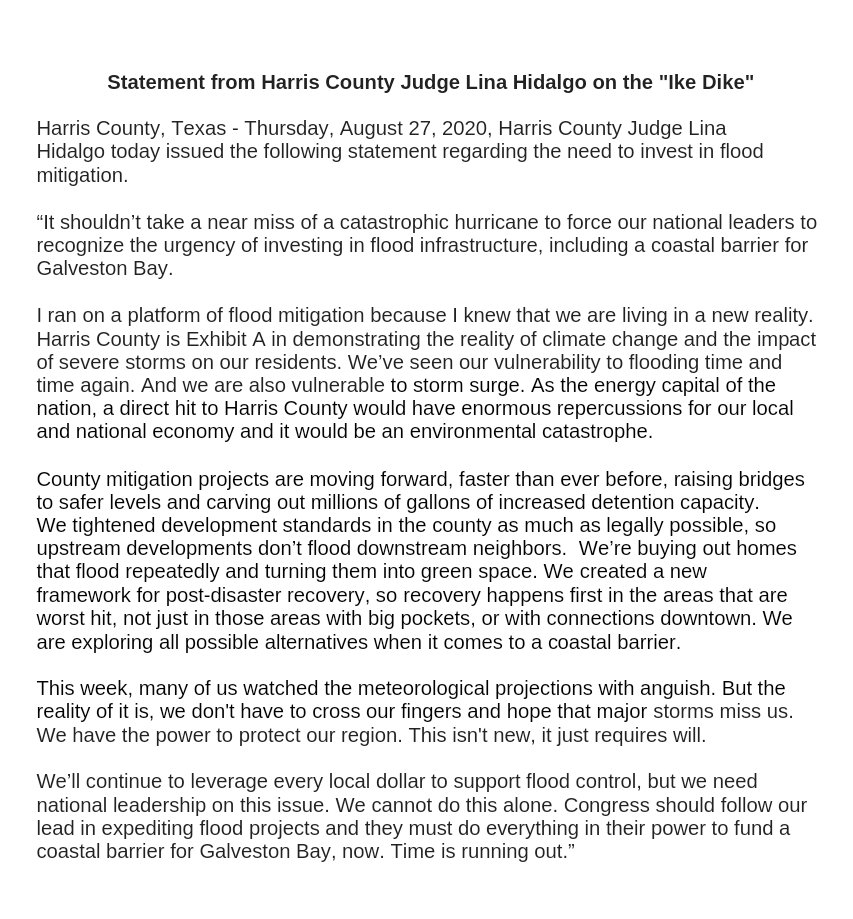 Statement from Harris County Judge Lina Hidalgo on the "Ike Dike"
Harris County, Texas - Thursday, August 27, 2020, Harris County Judge Lina
Hidalgo today issued the following statement regarding the need to invest in flood
mitigation.
“It shouldn’t take a near miss of a catastrophic hurricane to force our national leaders to
recognize the urgency of investing in flood infrastructure, including a coastal barrier for
Galveston Bay.
I ran on a platform of flood mitigation because I knew that we are living in a new reality.
Harris County is Exhibit A in demonstrating the reality of climate change and the impact
of severe storms on our residents. We’ve seen our vulnerability to flooding time and
time again. And we are also vulnerable to storm surge. As the energy capital of the
nation, a direct hit to Harris County would have enormous repercussions for our local
and national economy and it would be an environmental catastrophe.
County mitigation projects are moving forward, faster than ever before, raising bridges
to safer levels and carving out millions of gallons of increased detention capacity.
We tightened development standards in the county as much as legally possible, so
upstream developments don’t flood downstream neighbors.  We’re buying out homes
that flood repeatedly and turning them into green space. We created a new
framework for post-disaster recovery, so recovery happens first in the areas that are
worst hit, not just in those areas with big pockets, or with connections downtown. We
are exploring all possible alternatives when it comes to a coastal barrier.
This week, many of us watched the meteorological projections with anguish. But the
reality of it is, we don't have to cross our fingers and hope that major storms miss us.
We have the power to protect our region. This isn't new, it just requires will.
We’ll continue to leverage every local dollar to support flood control, but we need
national leadership on this issue. We cannot do this alone. Congress should follow our
lead in expediting flood projects and they must do everything in their power to fund a
coastal barrier for Galveston Bay, now. Time is running out.”